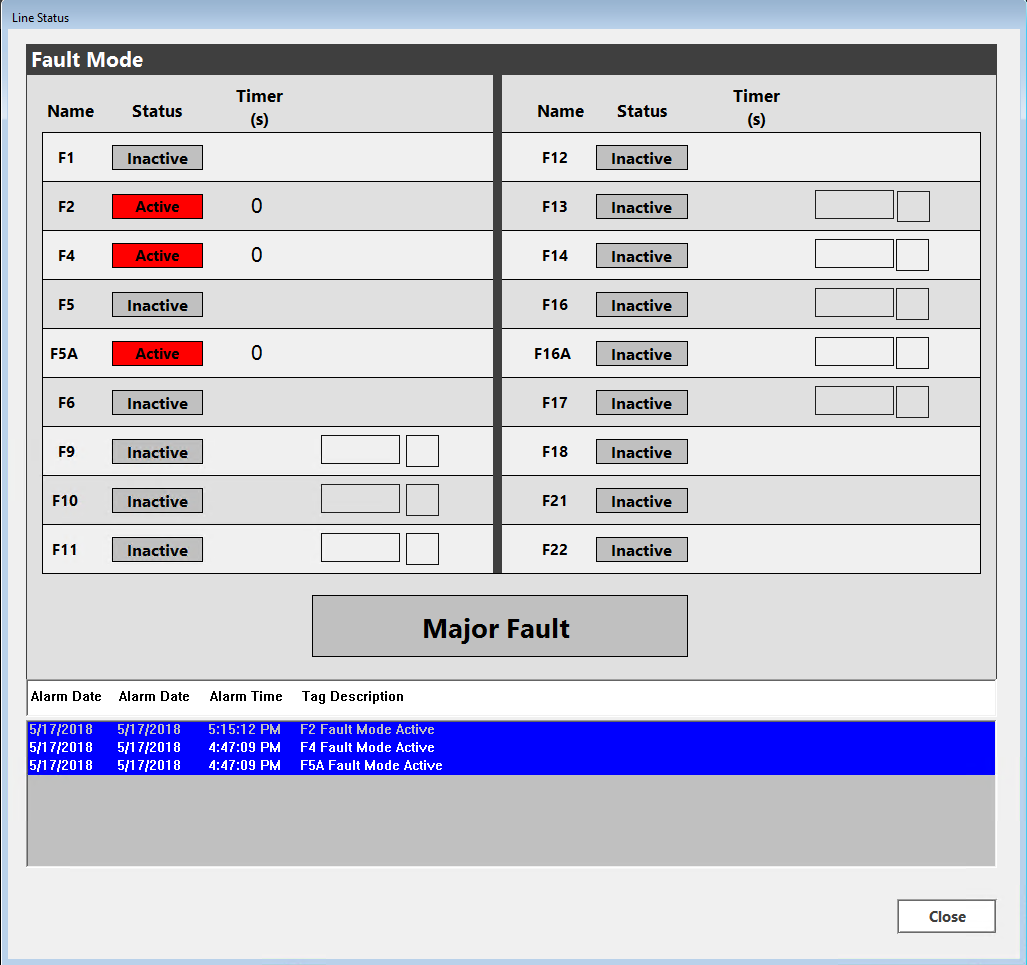 Line Status
Fault Mode
Name Status Timer (s)
F1 Inactive
F2 Active 0
F4 Active 0
F5 Inactive
F5A Active 0
F6 Inactive
F9 Inactive
F10 Inactive
F11 Inactive
Name Status Timer (s)
F12 Inactive
F13 Inactive
F14 Inactive
F16 Inactive
F16A Inactive
F17 Inactive
F18 Inactive
F21 Inactive
F22 Inactive
Major Fault
Alarm Date Alarm Date Alarm Time Tag Description
5/17/2018 5/17/2018 5:15:12 PM F2 Fault Mode Active
5/17/2018 5/17/2018 4:47:09 PM F4 Fault Mode Active
5/17/2018 5/17/2018 4:47:09 PM F5A Fault Mode Active
Close